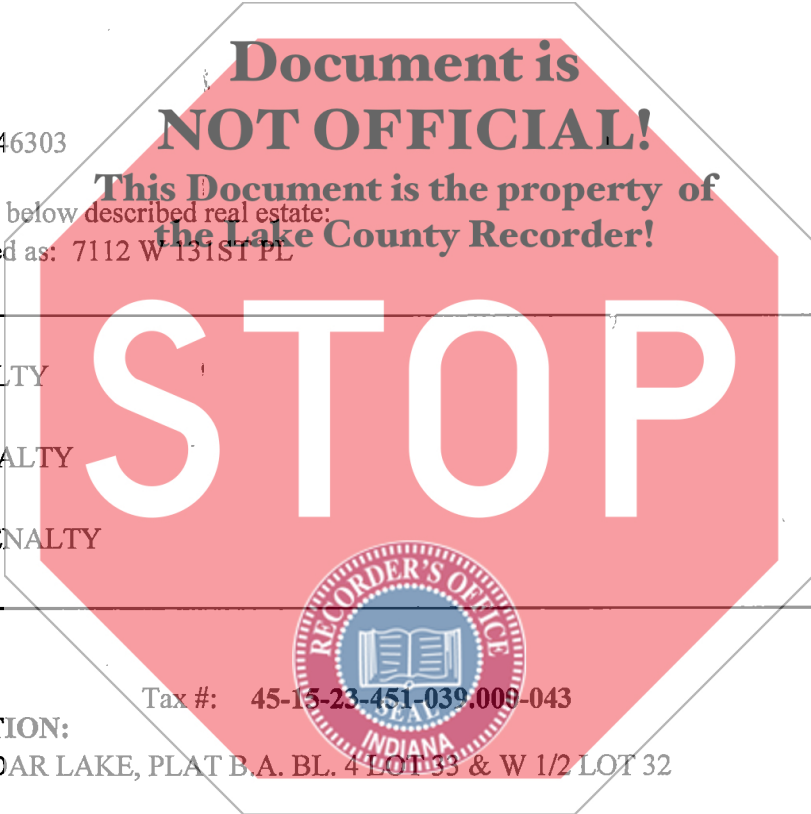 Document is
NOT OFFICIAL!
46303
This Document is the property of
below described real estate:
the Lake County Recorder!
ed as: 7112 W 131ST PL
STOP
LTY
ALTY
ENALTY
RECORDER'S OFFICE
SEAL
INDIANA
Tax #: 45-15-23-451-039.000-043
TION:
DAR LAKE, PLAT B.A. BL. 4 LOT 33 & W 1/2 LOT 32